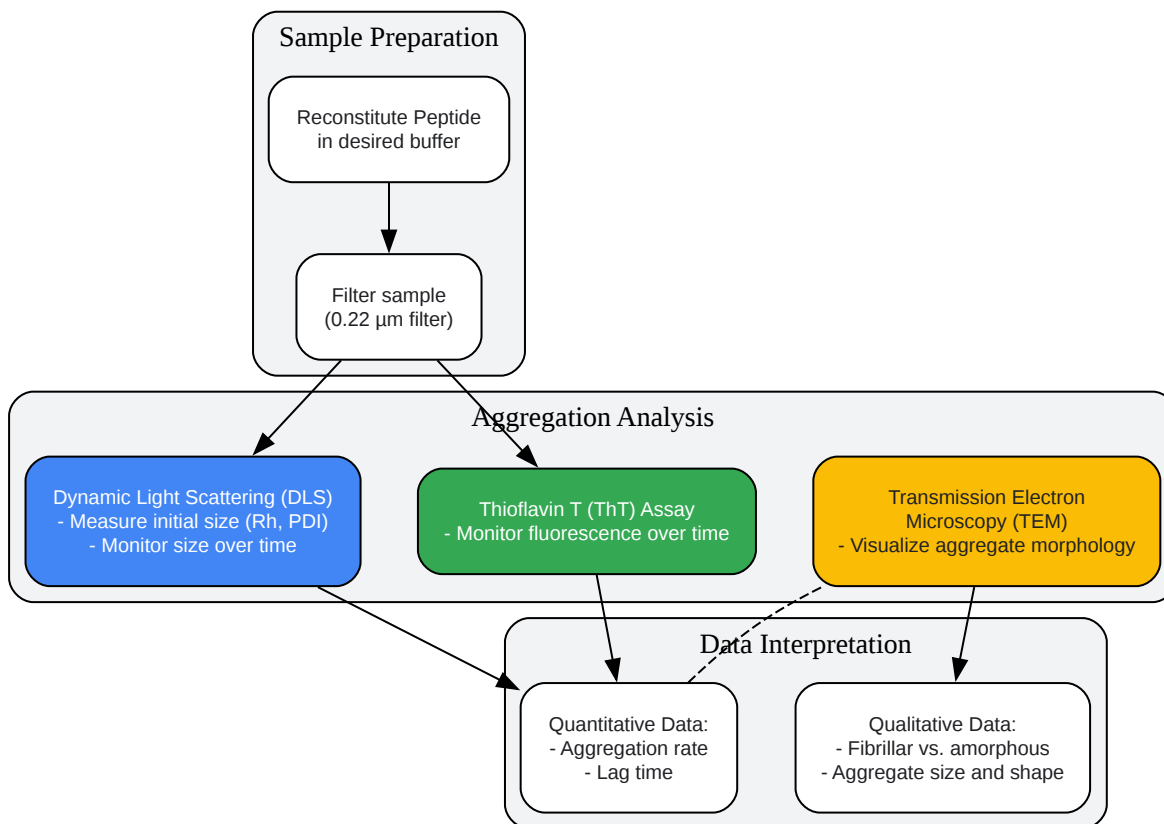 Sample Preparation
Reconstitute Peptide
in desired buffer
Filter sample
(0.22 µm filter)
Aggregation Analysis
Dynamic Light Scattering (DLS)
- Measure initial size (Rh, PDI)
- Monitor size over time
Thioflavin T (ThT) Assay
- Monitor fluorescence over time
Transmission Electron
Microscopy (TEM)
- Visualize aggregate morphology
Data Interpretation
Quantitative Data:
- Aggregation rate
- Lag time
Qualitative Data:
- Fibrillar vs. amorphous
- Aggregate size and shape